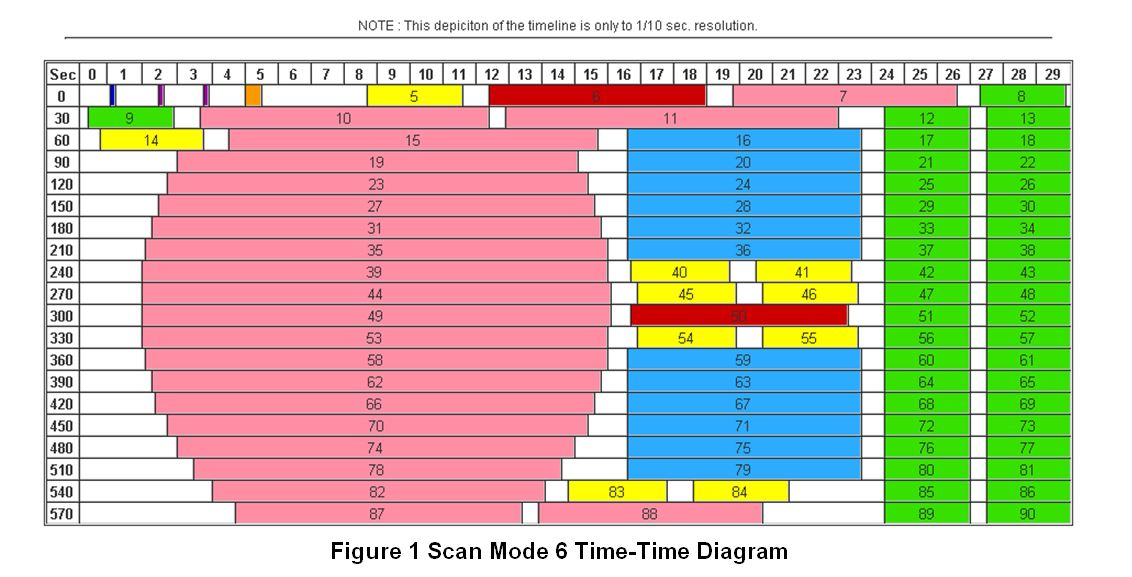 NOTE : This depiciton of the timeline is only to 1/10 sec. resolution.
Sec 0 1 2 3 4 5 6 7 8 9 10 11 12 13 14 15 16 17 18 19 20 21 22 23 24 25 26 27 28 29
0 5 6 7 8
30 9 10 11 12 13
60 14 15 16 17 18
90 19 20 21 22
120 23 24 25 26
150 27 28 29 30
180 31 32 33 34
210 35 36 37 38
240 39 40 41 42 43
270 44 45 46 47 48
300 49 50 51 52
330 53 54 55 56 57
360 58 59 60 61
390 62 63 64 65
420 66 67 68 69
450 70 71 72 73
480 74 75 76 77
510 78 79 80 81
540 82 83 84 85 86
570 87 88 89 90
Figure 1 Scan Mode 6 Time-Time Diagram